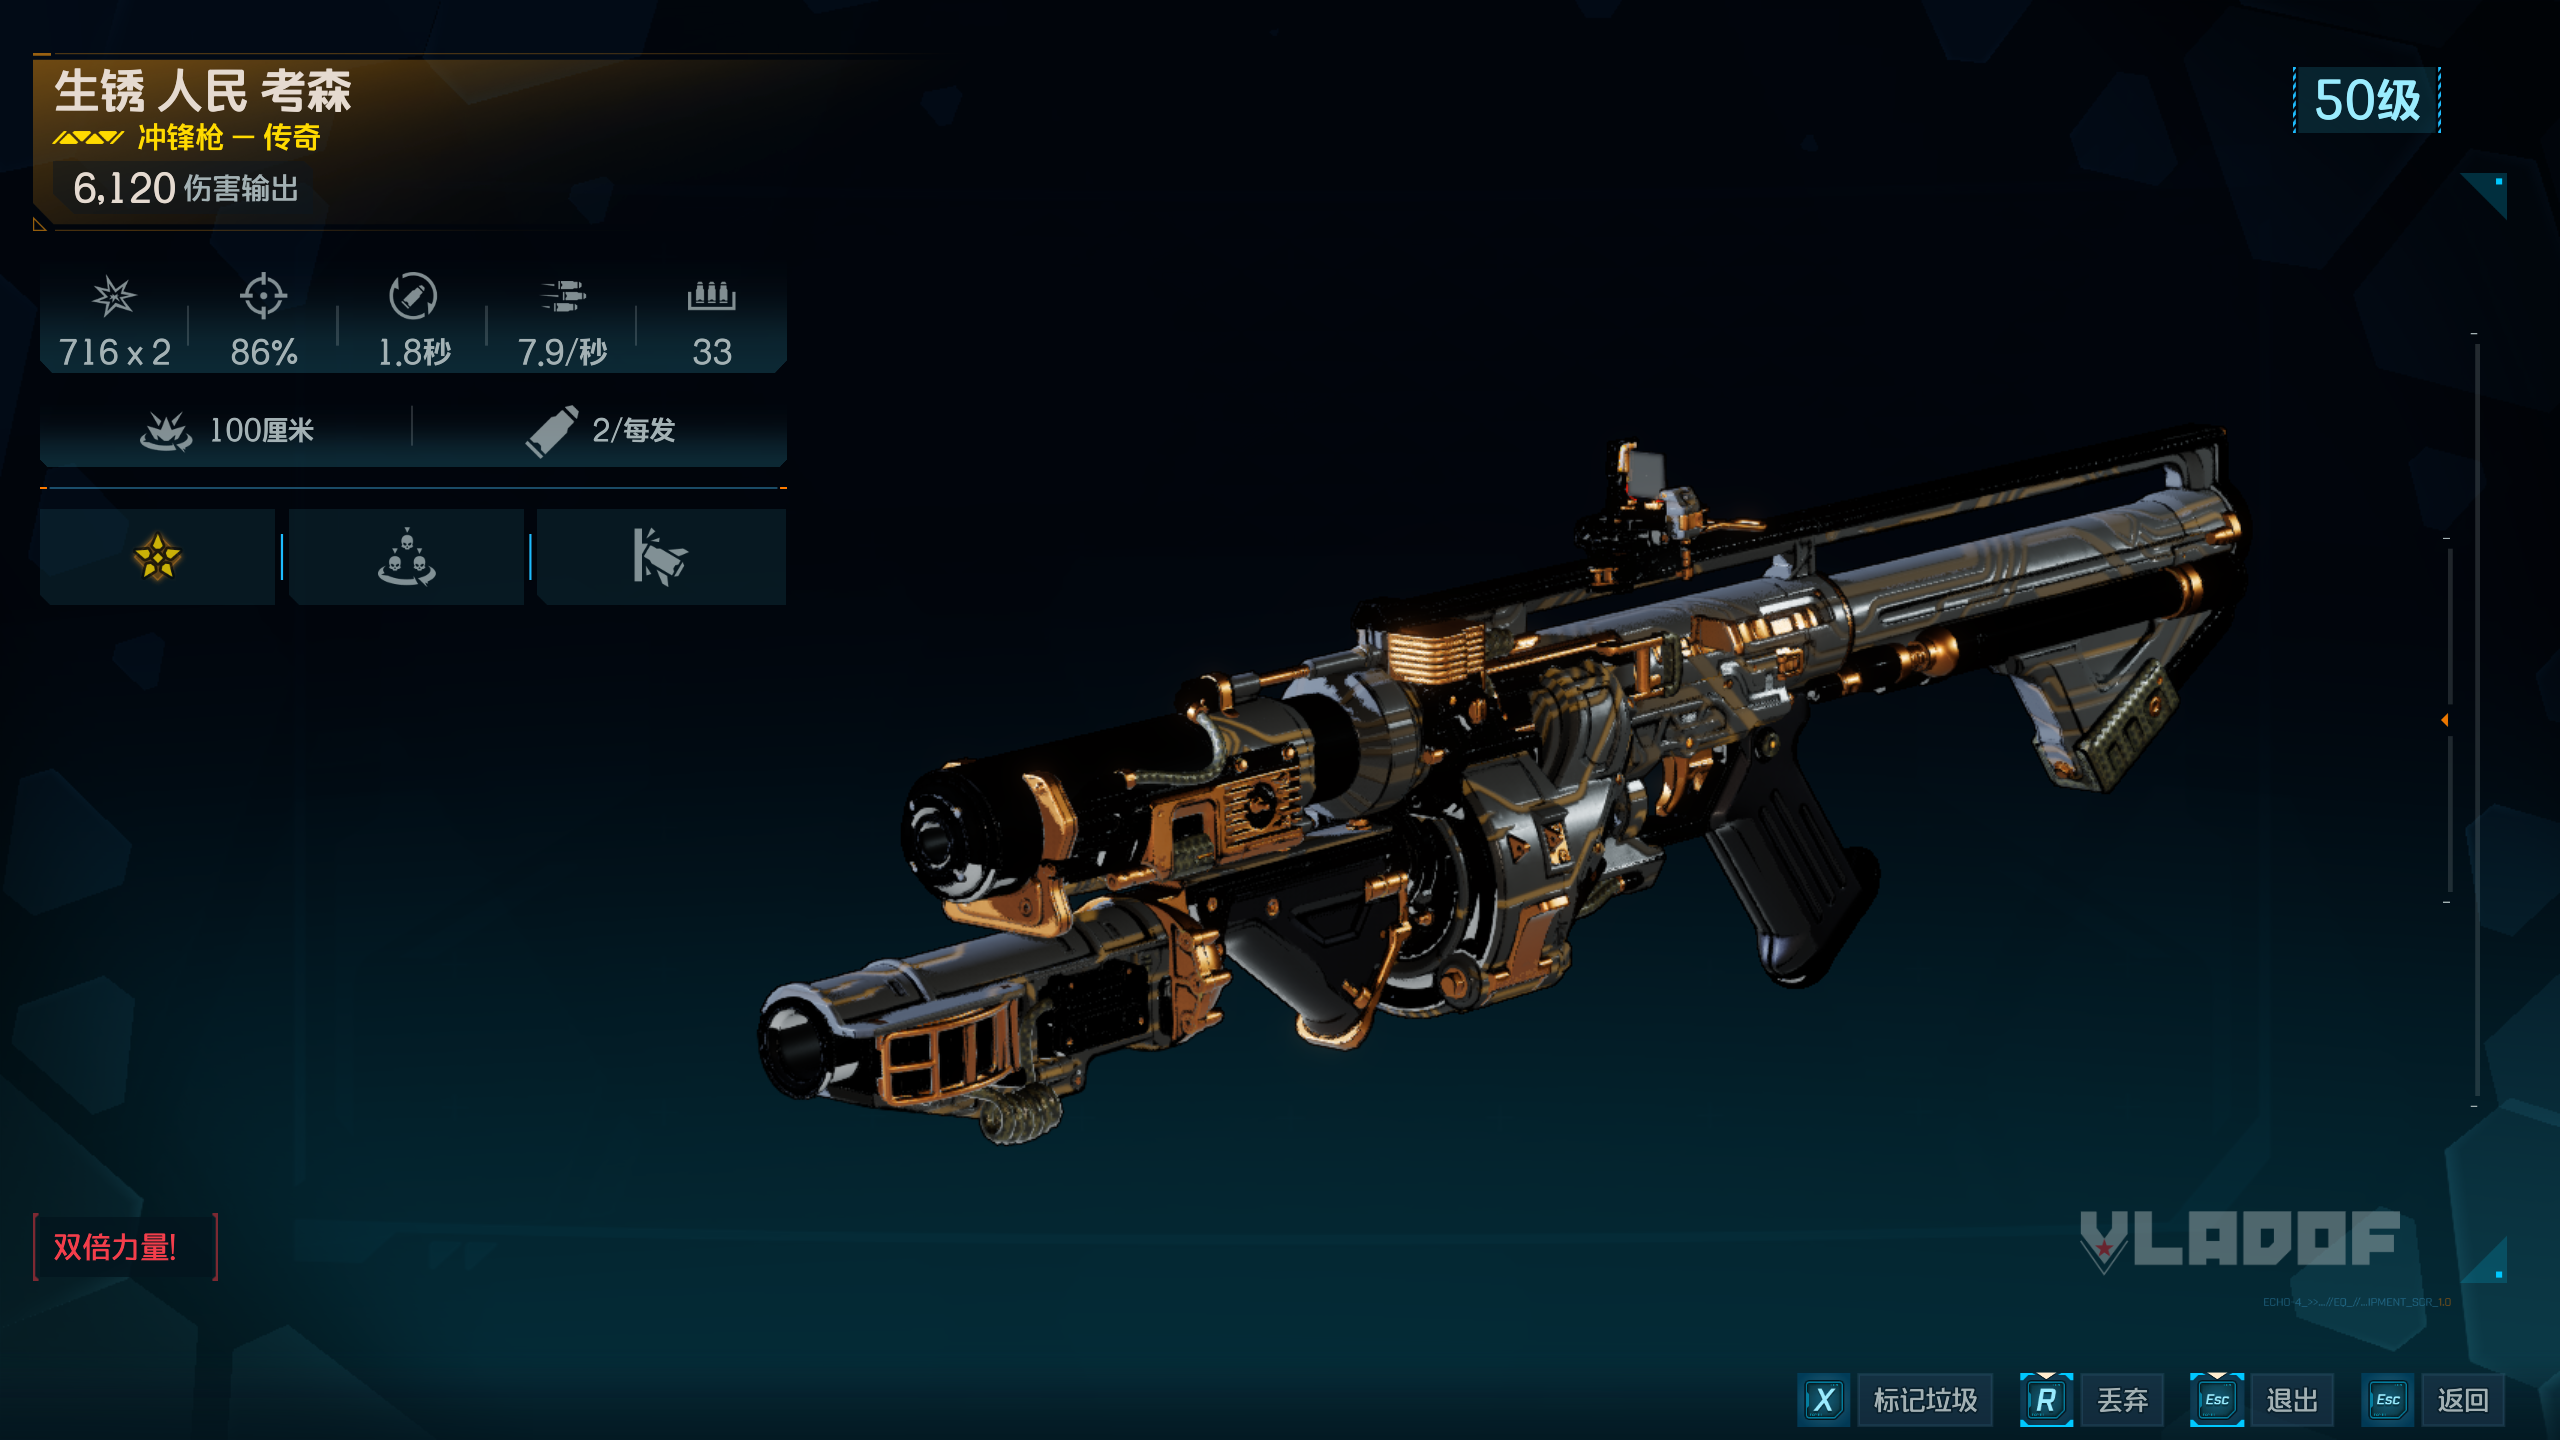 生锈 人民 考森
冲锋枪 — 传奇
6,120 伤害输出
50级
716 x 2
86%
1.8秒
7.9/秒
33
100厘米
2/每发
双倍力量!
VLADOF
X 标记垃圾
R 丢弃
Esc 退出
Esc 返回